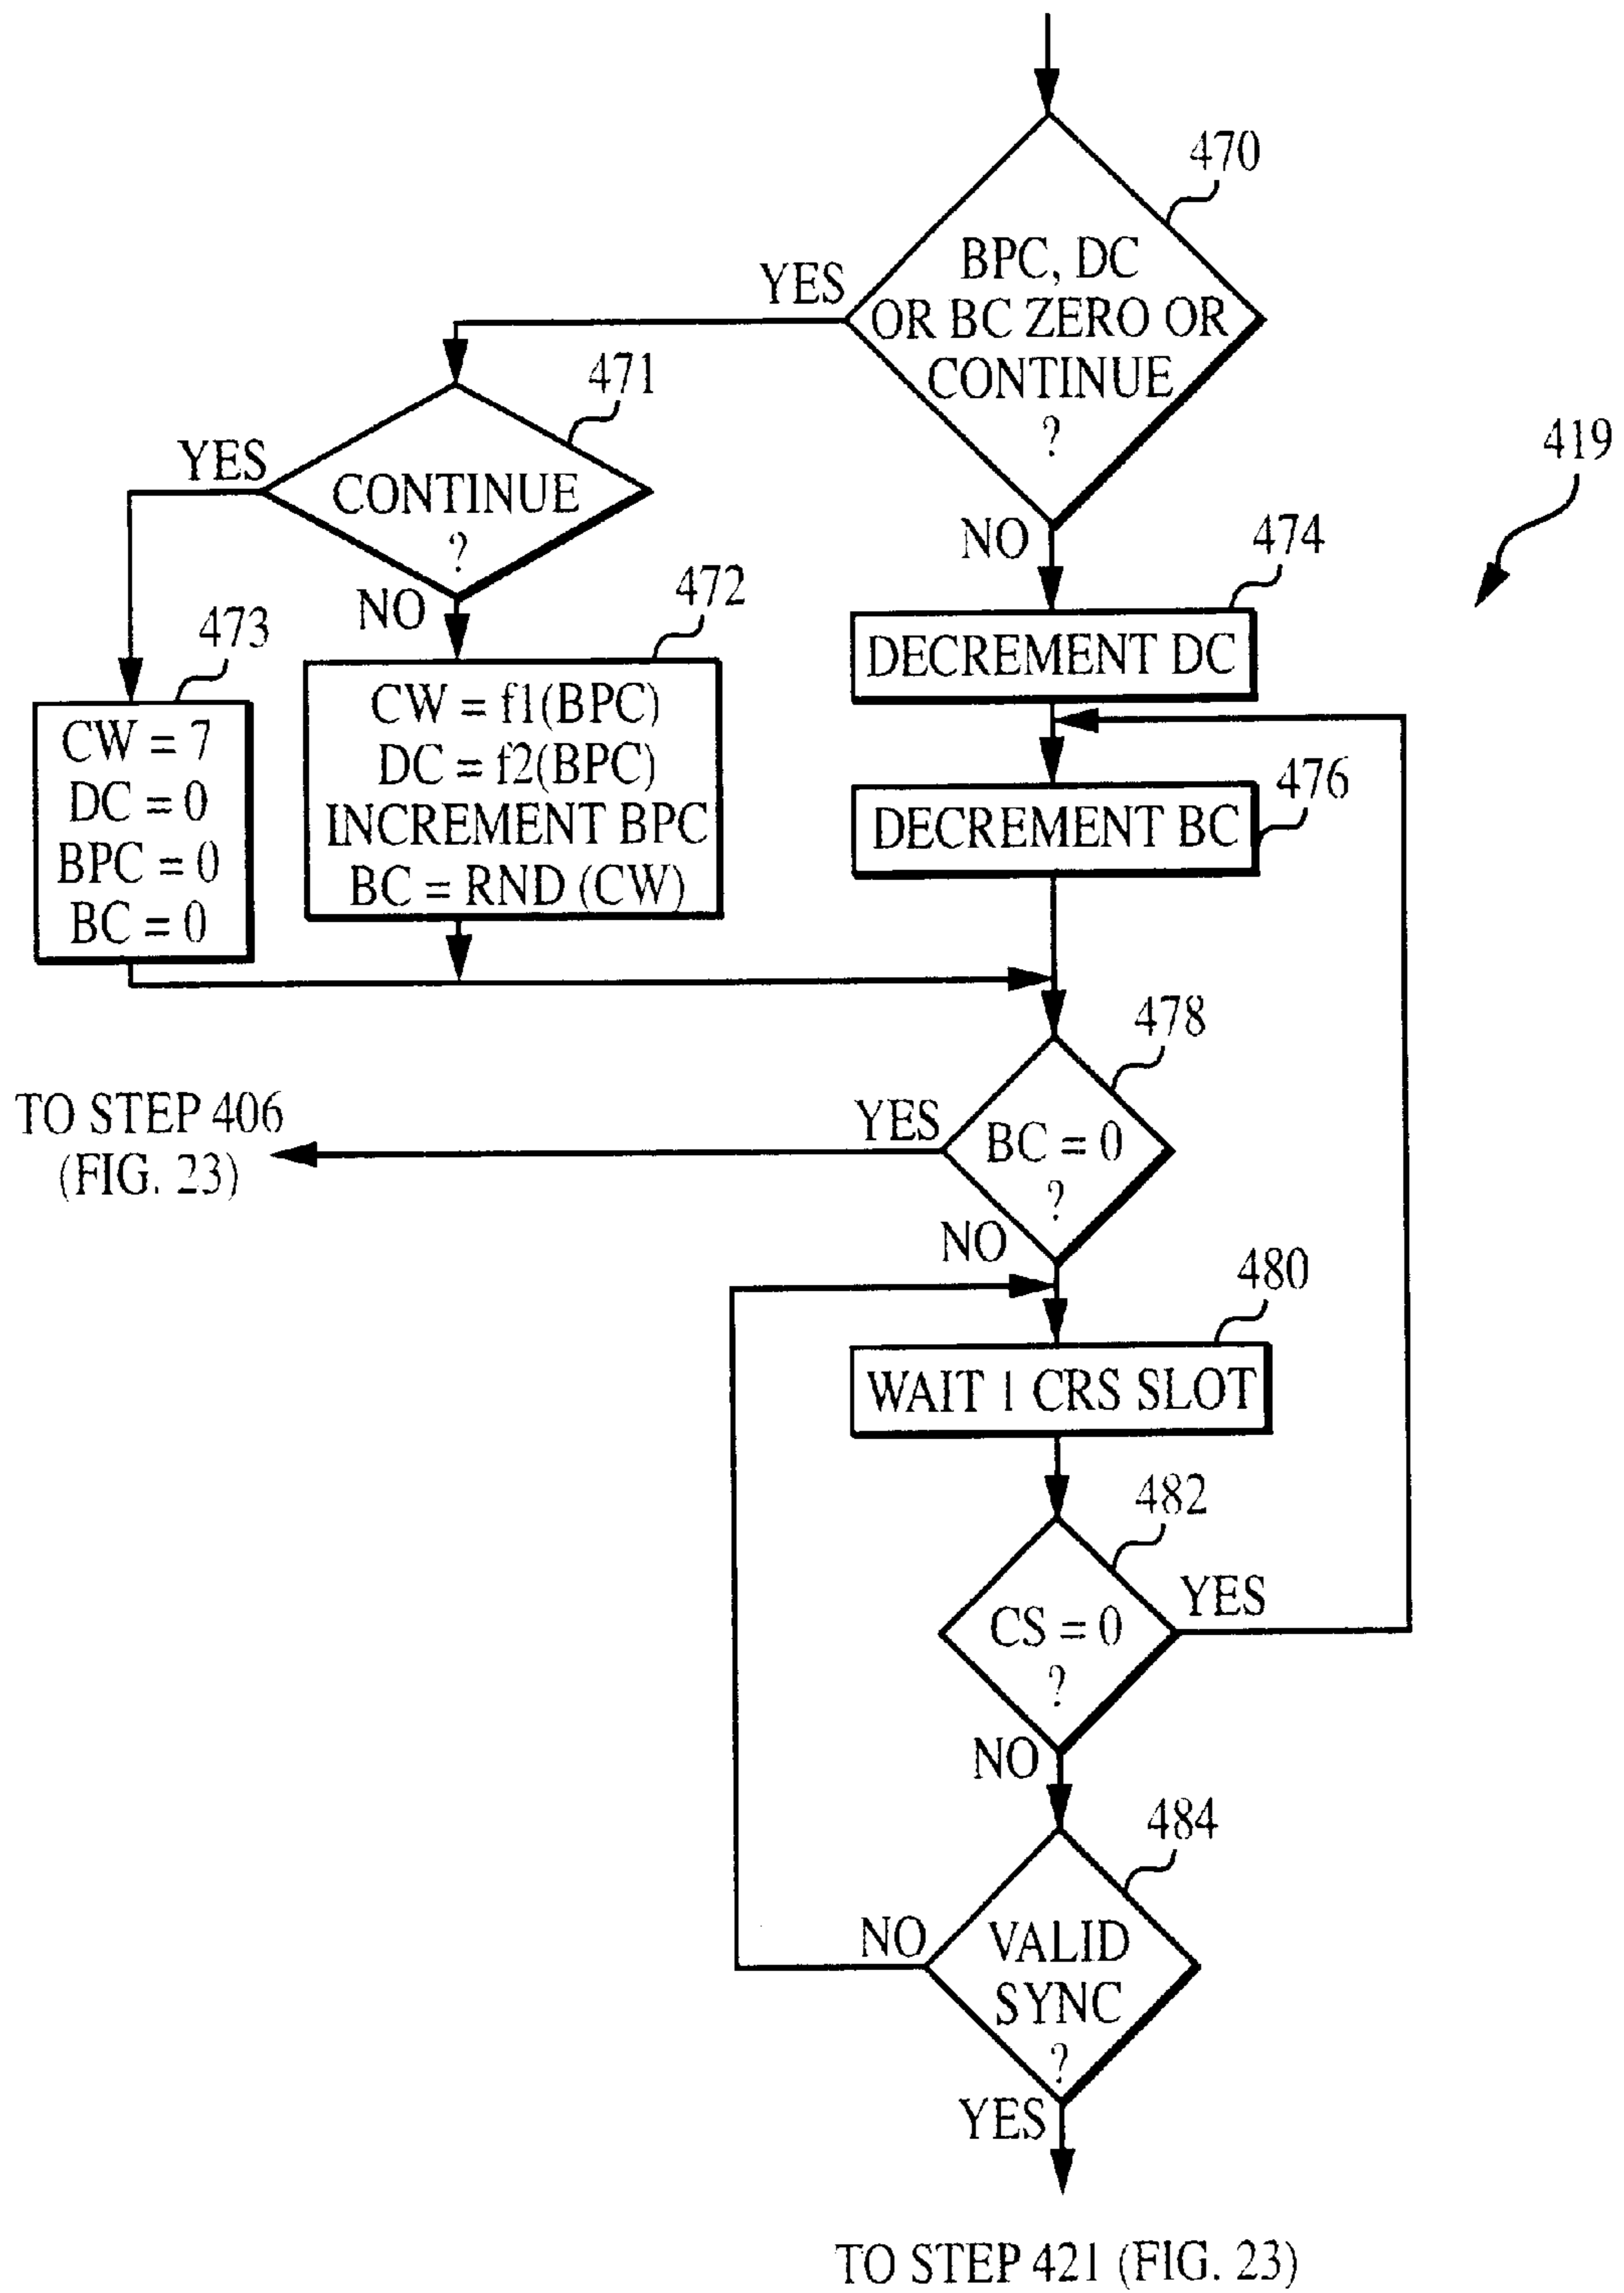 470
BPC, DC
OR BC ZERO OR
CONTINUE
?
YES
471
419
YES
CONTINUE
?
NO
474
NO
472
DECREMENT DC
473
CW = f1(BPC)
DC = f2(BPC)
INCREMENT BPC
BC = RND (CW)
CW = 7
DC = 0
BPC = 0
BC = 0
476
DECREMENT BC
478
TO STEP 406
(FIG. 23)
YES
BC = 0
?
NO
480
WAIT 1 CRS SLOT
482
CS = 0
?
YES
NO
484
NO
VALID
SYNC
?
YES
TO STEP 421 (FIG. 23)